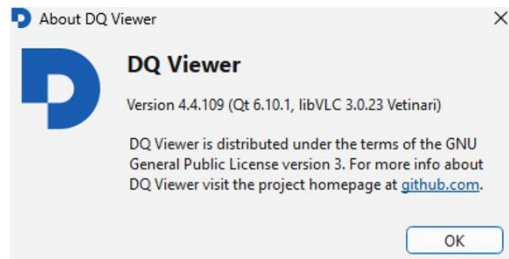 About DQ Viewer
DQ Viewer
Version 4.4.109 (Qt 6.10.1, libVLC 3.0.23 Vetinari)
DQ Viewer is distributed under the terms of the GNU
General Public License version 3. For more info about
DQ Viewer visit the project homepage at github.com.
OK